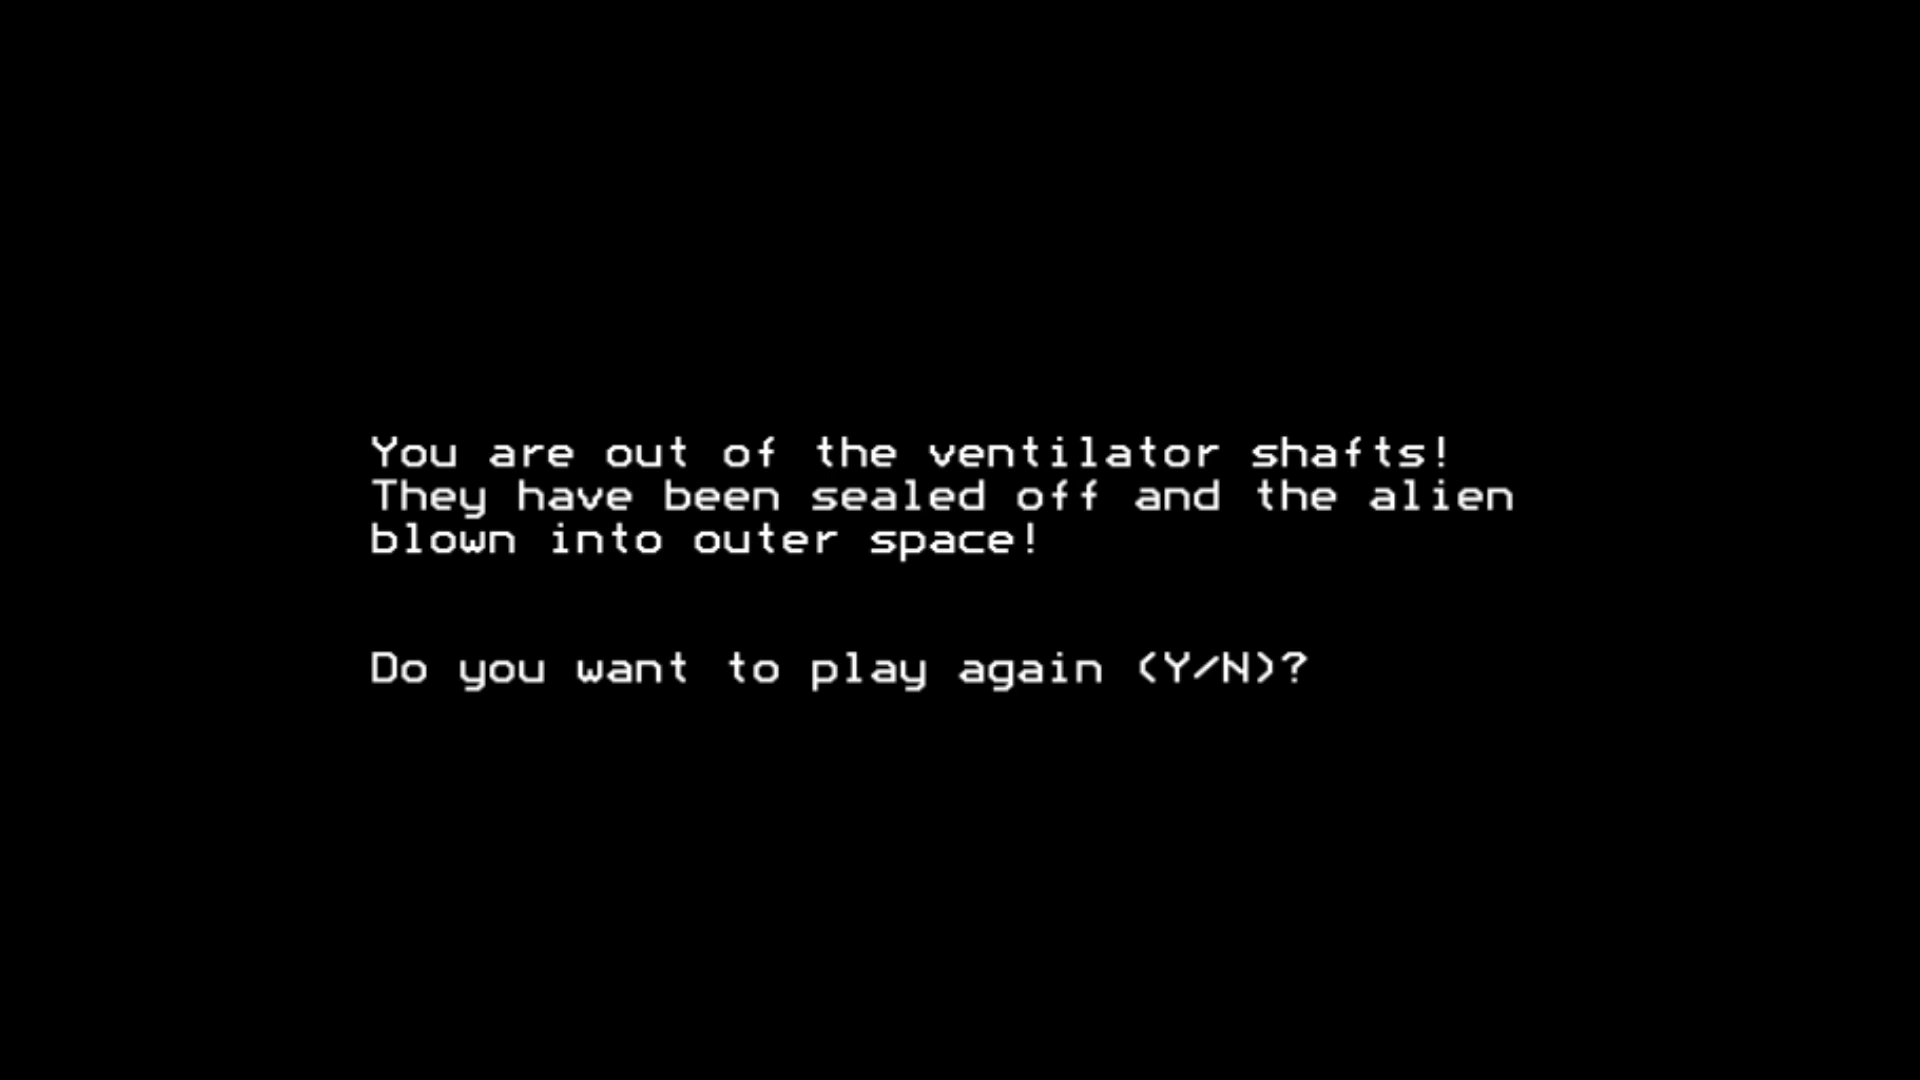 You are out of the ventilator shafts!
They have been sealed off and the alien
blown into outer space!
Do you want to play again (Y/N)?